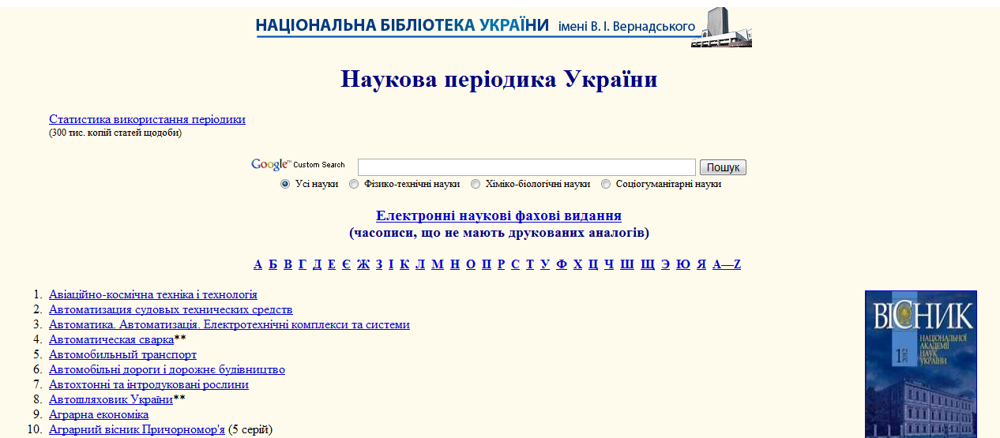 НАЦІОНАЛЬНА БІБЛІОТЕКА УКРАЇНИ імені В. І. Вернадського
Наукова періодика України
Статистика використання періодики
(300 тис. копій статей щодоби)
Google™ Custom Search Пошук
Усі науки Фізико-технічні науки Хіміко-біологічні науки Соціогуманітарні науки
Електронні наукові фахові видання
(часописи, що не мають друкованих аналогів)
А Б В Г Д Е Є Ж З І К Л М Н О П Р С Т У Ф Х Ц Ч Ш Щ Э Ю Я A—Z
1. Авіаційно-космічна техніка і технологія
2. Автоматизация судовых технических средств
3. Автоматика. Автоматизація. Електротехнічні комплекси та системи
4. Автоматическая сварка**
5. Автомобильный транспорт
6. Автомобільні дороги і дорожнє будівництво
7. Автохтонні та інтродуковані рослини
8. Автошляховик України**
9. Аграрна економіка
10. Аграрний вісник Причорномор'я (5 серій)
ВІСНИК
НАЦІОНАЛЬНОЇ
АКАДЕМІЇ
НАУК
УКРАЇНИ
1 2012